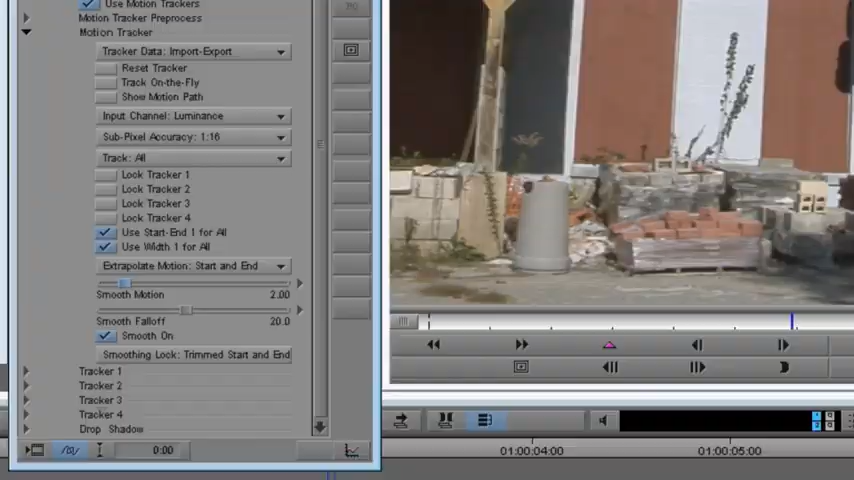 Use Motion Trackers
Motion Tracker Preprocess
Motion Tracker
Tracker Data: Import-Export
Reset Tracker
Track On-the-Fly
Show Motion Path
Input Channel: Luminance
Sub-Pixel Accuracy: 1:16
Track: All
Lock Tracker 1
Lock Tracker 2
Lock Tracker 3
Lock Tracker 4
Use Start-End 1 for All
Use Width 1 for All
Extrapolate Motion: Start and End
Smooth Motion 2.00
Smooth Falloff 20.0
Smooth On
Smoothing Lock: Trimmed Start and End
Tracker 1
Tracker 2
Tracker 3
Tracker 4
Drop Shadow
0:00
01:00:04:00 01:00:05:00